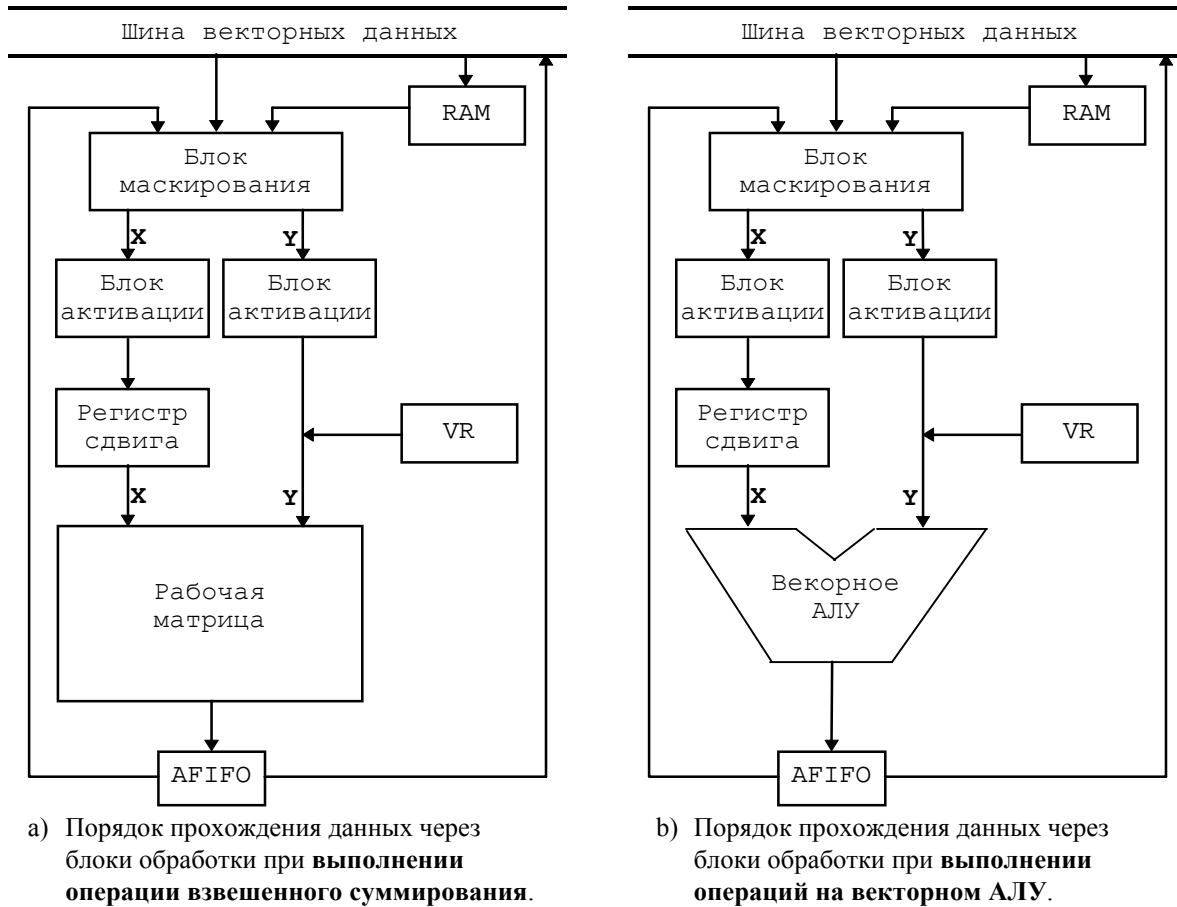 Шина векторных данных
RAM
Блок
маскирования
X
Y
Блок
активации
Блок
активации
Регистр
сдвига
VR
X
Y
Рабочая
матрица
AFIFO
a) Порядок прохождения данных через
блоки обработки при выполнении
операции взвешенного суммирования.
Шина векторных данных
RAM
Блок
маскирования
X
Y
Блок
активации
Блок
активации
Регистр
сдвига
VR
X
Y
Векорное
АЛУ
AFIFO
b) Порядок прохождения данных через
блоки обработки при выполнении
операций на векторном АЛУ.